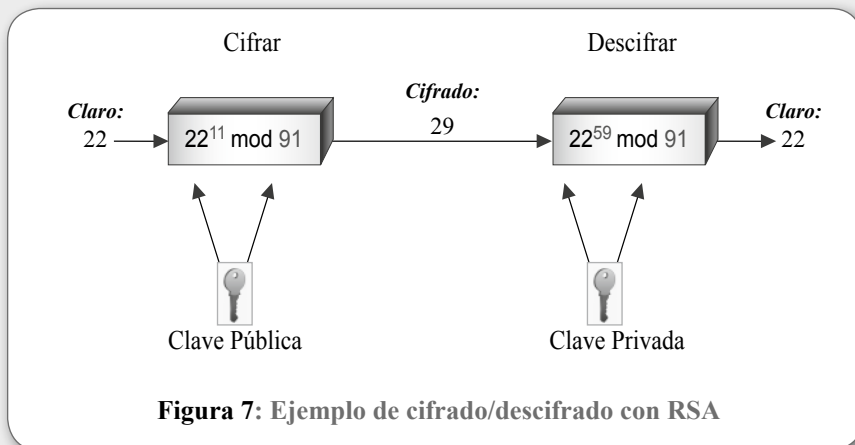 Cifrar
Descifrar
Claro:
22
22¹¹ mod 91
Cifrado:
29
22⁵⁹ mod 91
Claro:
22
Clave Pública
Clave Privada
Figura 7: Ejemplo de cifrado/descifrado con RSA